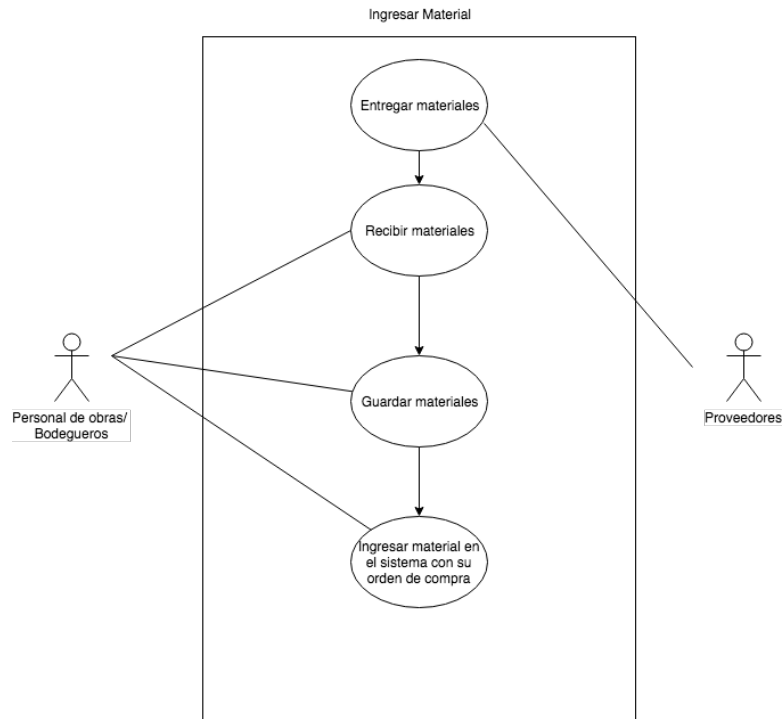 Ingresar Material
Entregar materiales
Recibir materiales
Personal de obras/
Bodegueros
Guardar materiales
Proveedores
Ingresar material en
el sistema con su
orden de compra